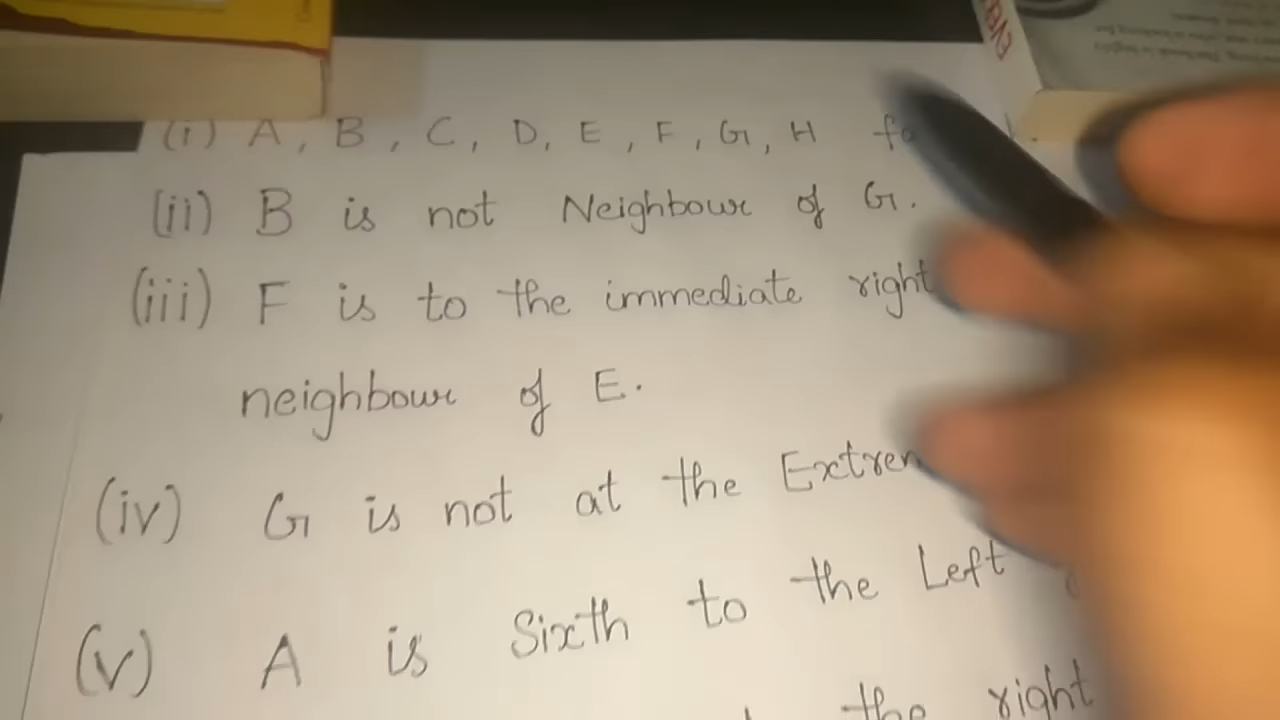 (i) A, B, C, D, E, F, G, H
(ii) B is not Neighbour of G.
(iii) F is to the immediate right
neighbour of E.
(iv) G is not at the
(v) A is Sixth to the Left
the right